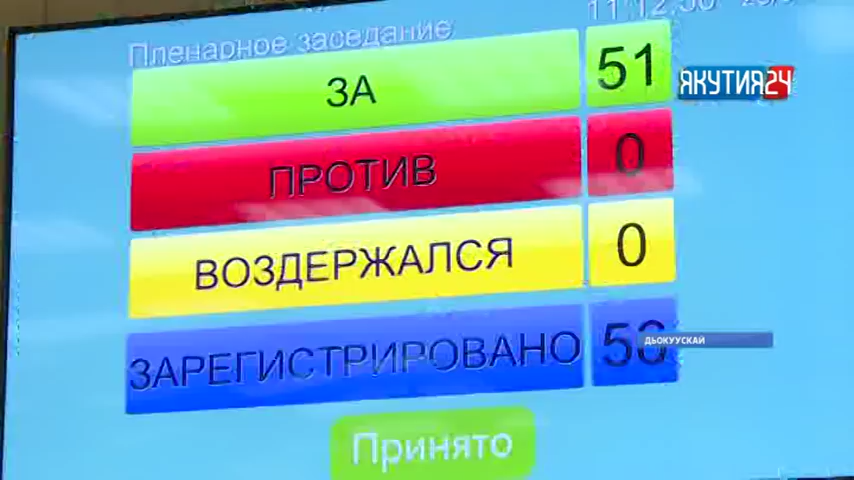 Пленарное заседание
ЗА 51
ЯКУТИЯ24
ПРОТИВ 0
ВОЗДЕРЖАЛСЯ 0
ЗАРЕГИСТРИРОВАНО
ДЬОКУУСКАЙ
Принято